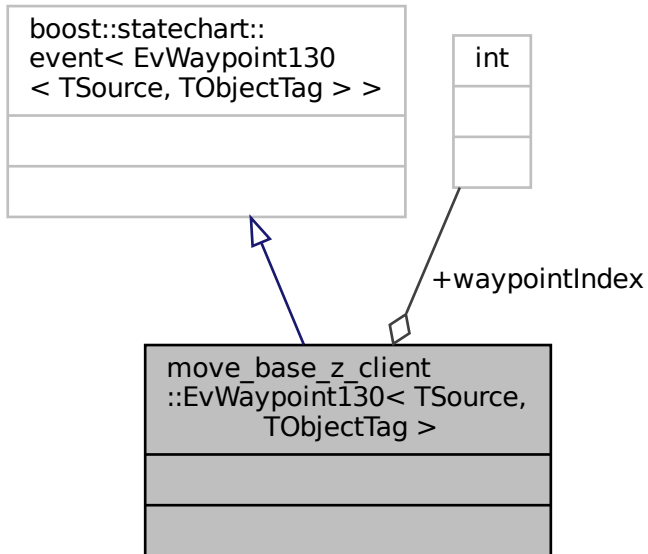 boost::statechart::
event< EvWaypoint130
< TSource, TObjectTag > >
int
+waypointIndex
move_base_z_client
::EvWaypoint130< TSource,
TObjectTag >